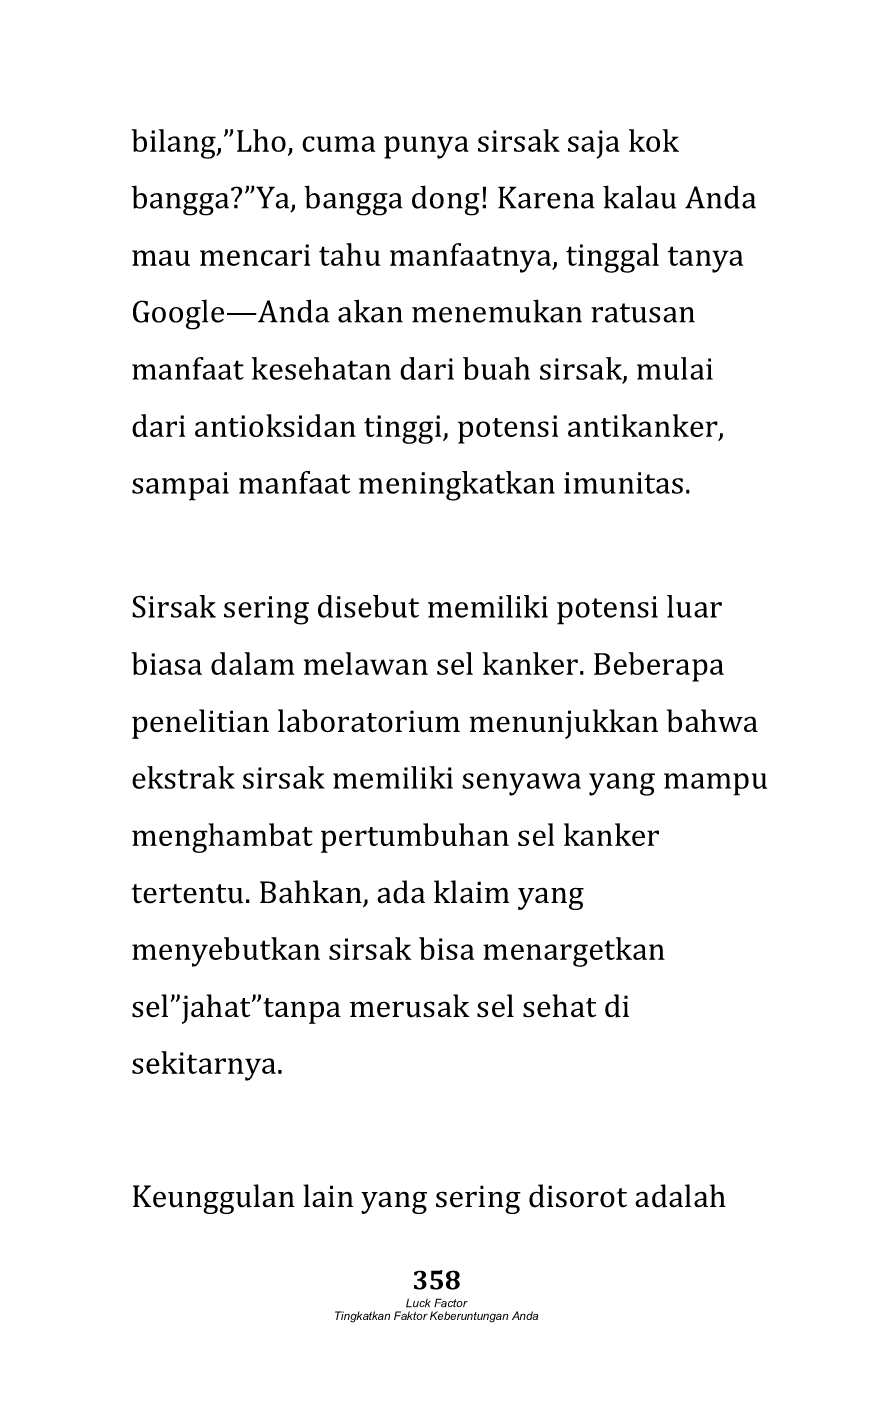 bilang,”Lho, cuma punya sirsak saja kok
bangga?”Ya, bangga dong! Karena kalau Anda
mau mencari tahu manfaatnya, tinggal tanya
Google—Anda akan menemukan ratusan
manfaat kesehatan dari buah sirsak, mulai
dari antioksidan tinggi, potensi antikanker,
sampai manfaat meningkatkan imunitas.
Sirsak sering disebut memiliki potensi luar
biasa dalam melawan sel kanker. Beberapa
penelitian laboratorium menunjukkan bahwa
ekstrak sirsak memiliki senyawa yang mampu
menghambat pertumbuhan sel kanker
tertentu. Bahkan, ada klaim yang
menyebutkan sirsak bisa menargetkan
sel”jahat”tanpa merusak sel sehat di
sekitarnya.
Keunggulan lain yang sering disorot adalah
358
Luck Factor
Tingkatkan Faktor Keberuntungan Anda